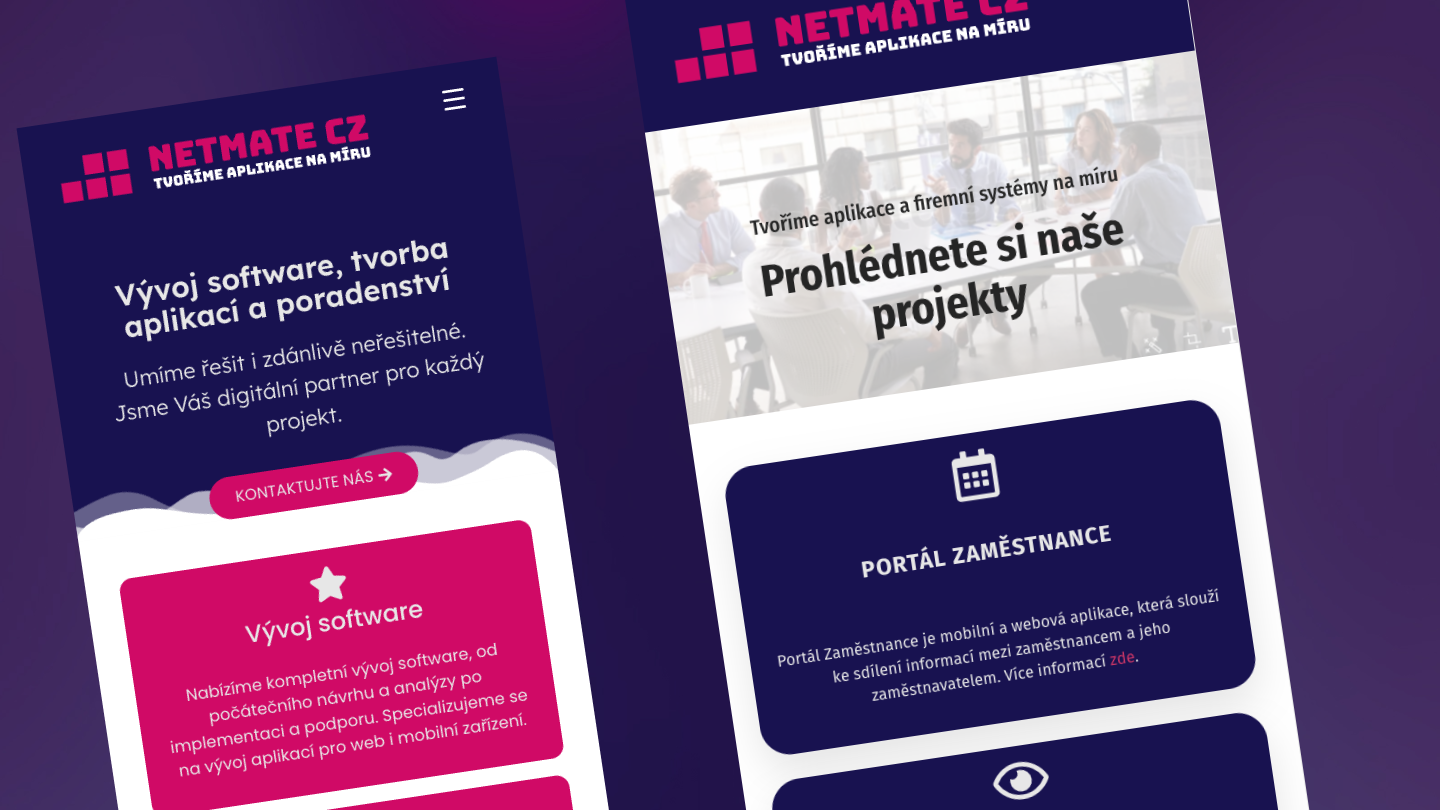 NETMATE CZ
TVOŘÍME APLIKACE NA MÍRU
Vývoj software, tvorba
aplikací a poradenství
Umíme řešit i zdánlivě neřešitelné.
Jsme Váš digitální partner pro každý
projekt.
KONTAKTUJTE NÁS
Vývoj software
Nabízíme kompletní vývoj software, od
počátečního návrhu a analýzy po
implementaci a podporu. Specializujeme se
na vývoj aplikací pro web i mobilní zařízení.
NETMATE CZ
TVOŘÍME APLIKACE NA MÍRU
Tvoříme aplikace a firemní systémy na míru
Prohlédnete si naše
projekty
PORTÁL ZAMĚSTNANCE
Portál Zaměstnance je mobilní a webová aplikace, která slouží
ke sdílení informací mezi zaměstnancem a jeho
zaměstnavatelem. Více informací zde.